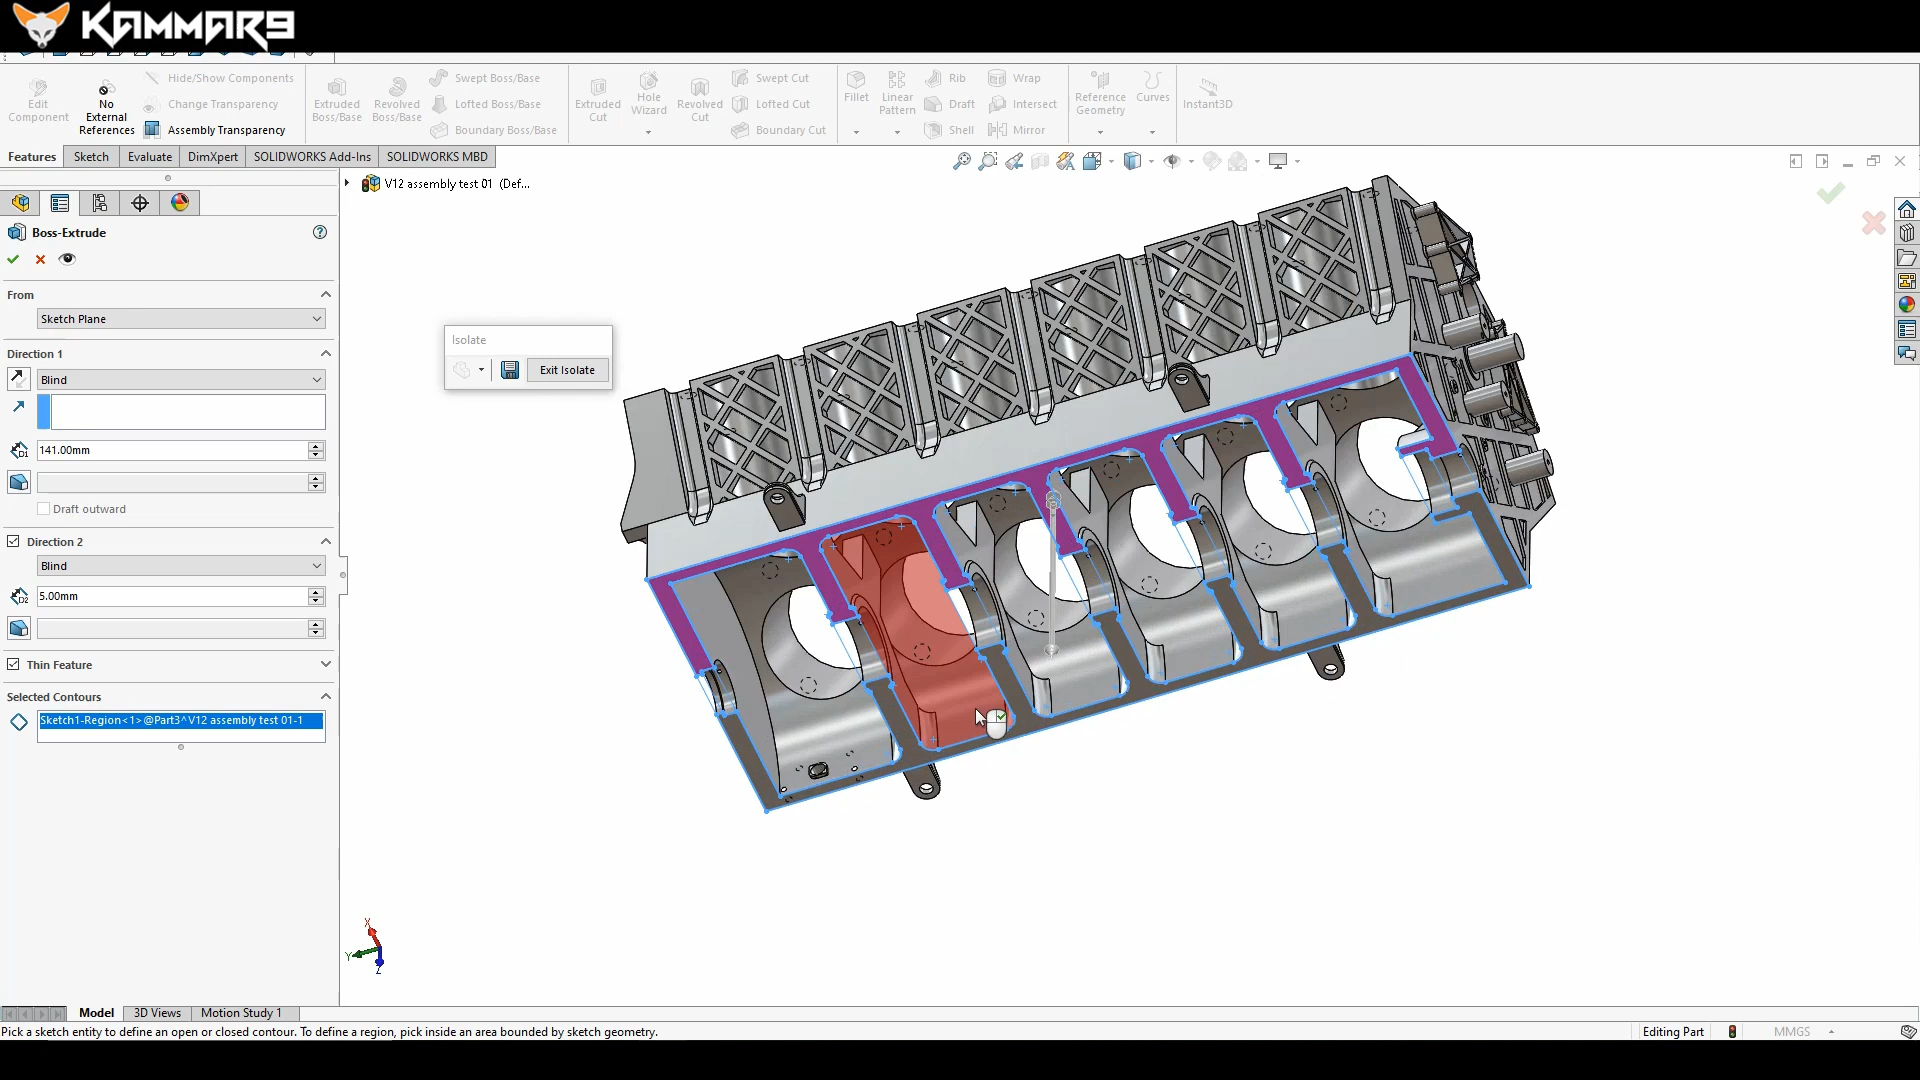 KAMMAR9
Edit Component
No External References
Hide/Show Components
Change Transparency
Assembly Transparency
Extruded Boss/Base
Revolved Boss/Base
Swept Boss/Base
Lofted Boss/Base
Boundary Boss/Base
Extruded Cut
Hole Wizard
Revolved Cut
Swept Cut
Lofted Cut
Boundary Cut
Fillet
Linear Pattern
Rib
Draft
Shell
Wrap
Intersect
Mirror
Reference Geometry
Curves
Instant3D
Features
Sketch
Evaluate
DimXpert
SOLIDWORKS Add-Ins
SOLIDWORKS MBD
V12 assembly test 01 (Def...
Boss-Extrude
From
Sketch Plane
Direction 1
Blind
D1
141.00mm
Draft outward
Direction 2
Blind
D2
5.00mm
Thin Feature
Selected Contours
Sketch1-Region<1>@Part3^V12 assembly test 01-1
Isolate
Exit Isolate
X
Y
Z
Model
3D Views
Motion Study 1
Pick a sketch entity to define an open or closed contour. To define a region, pick inside an area bounded by sketch geometry.
Editing Part
MMGS